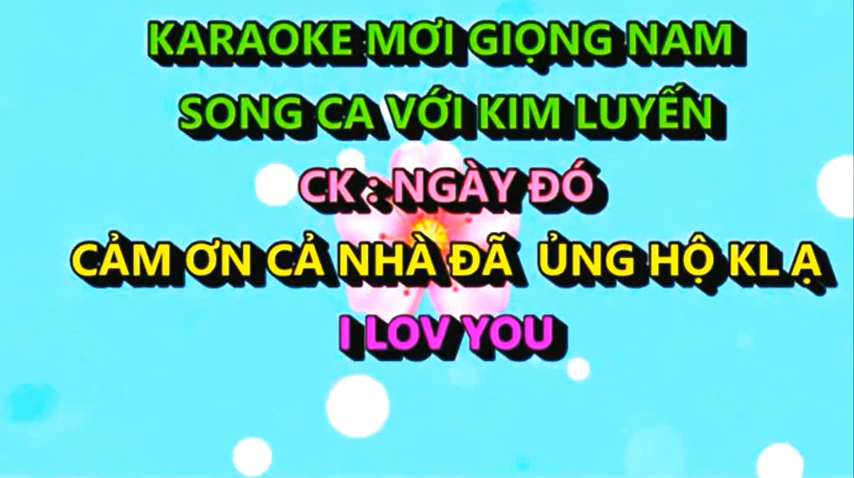 KARAOKE MƠI GIỌNG NAM
SONG CA VỚI KIM LUYẾN
CK : NGÀY ĐÓ
CẢM ƠN CẢ NHÀ ĐÃ ỦNG HỘ KL Ạ
I LOV YOU